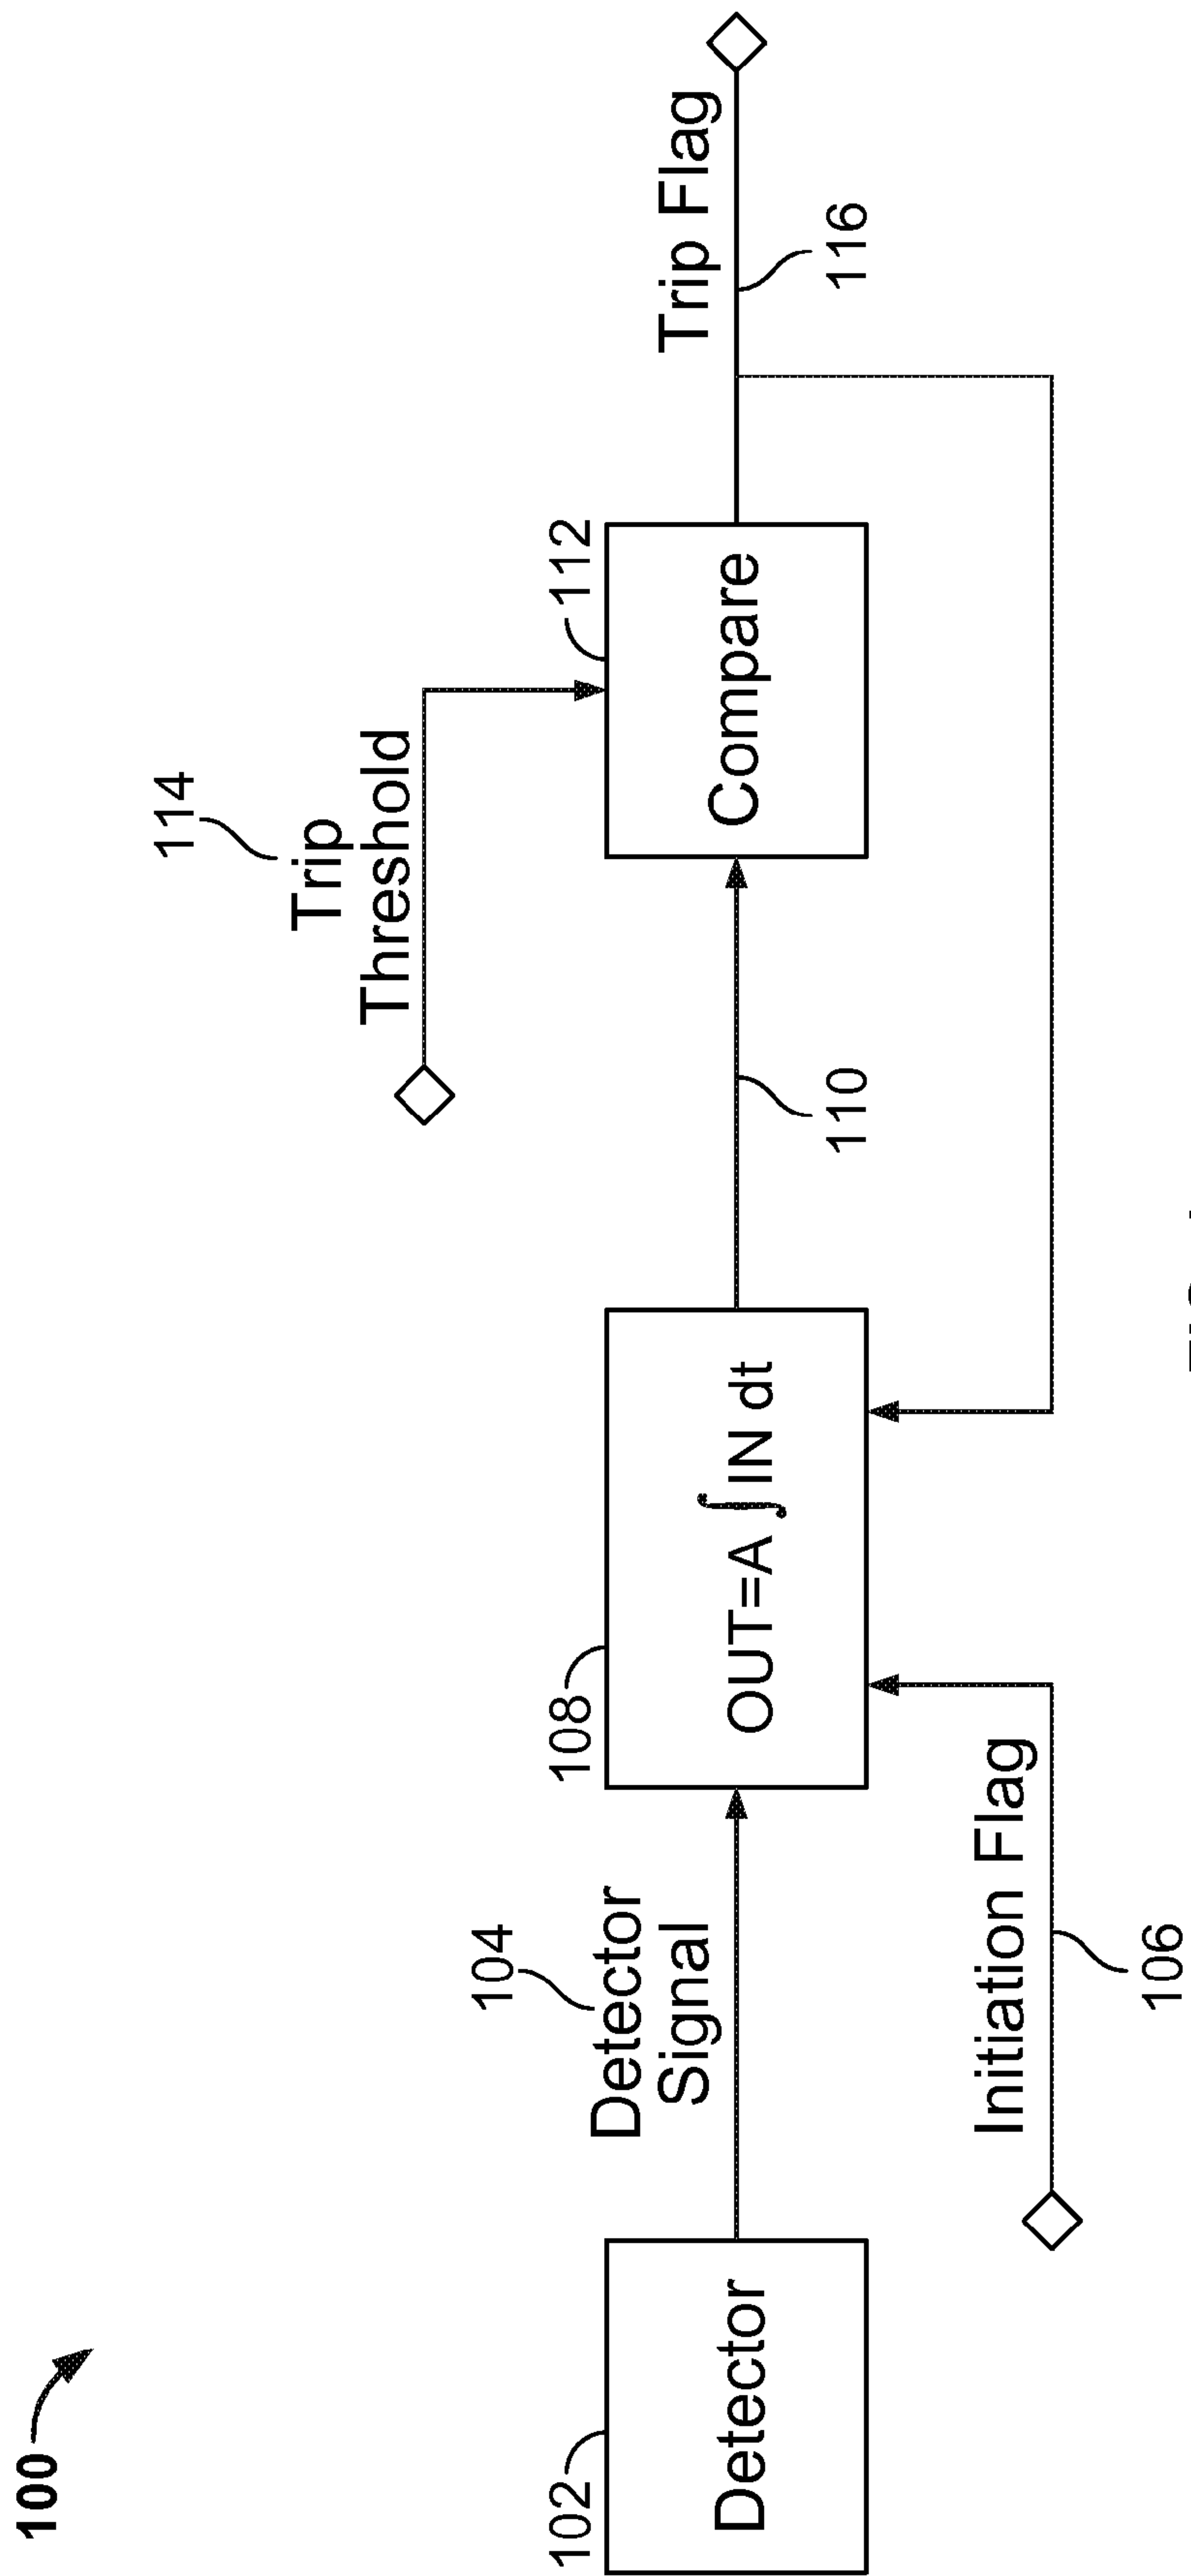 100
114
Trip
Threshold
104
Detector
Signal
102
Detector
108
OUT=A ∫ IN dt
110
112
Compare
Trip Flag
116
Initiation Flag
106